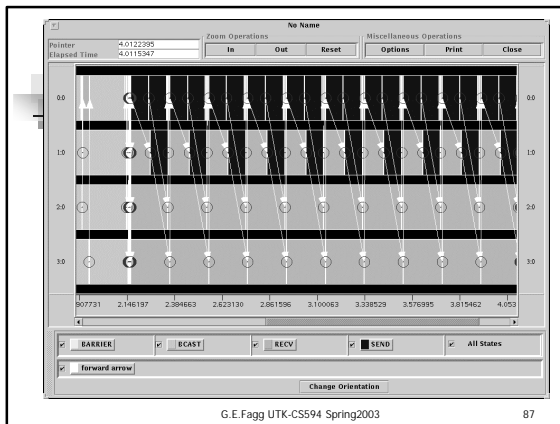 No Name
Zoom Operations
Miscellaneous Operations
Pointer 4.0122395
Elapsed Time 4.0115347
In Out Reset
Options Print Close
0:0 0:0
1:0 1:0
2:0 2:0
3:0 3:0
907731 2.146197 2.384663 2.623130 2.861596 3.100063 3.338529 3.576995 3.815462 4.053
BARRIER BCAST RECV SEND All States
forward arrow
Change Orientation
G.E.Fagg UTK-CS594 Spring2003 87